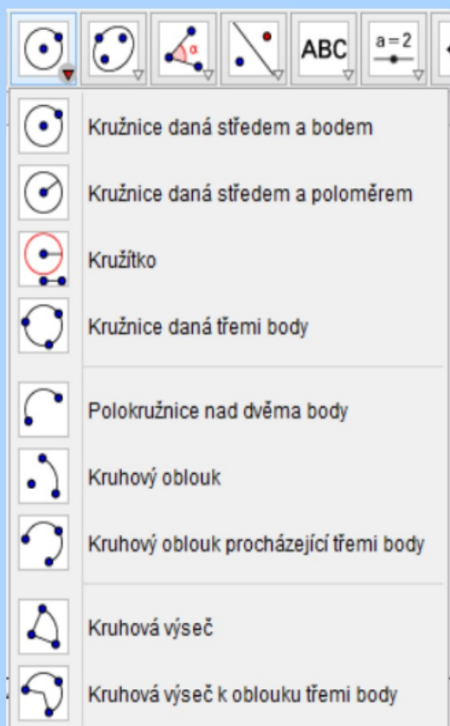 α
ABC
a=2
Kružnice daná středem a bodem
Kružnice daná středem a poloměrem
Kružítko
Kružnice daná třemi body
Polokružnice nad dvěma body
Kruhový oblouk
Kruhový oblouk procházející třemi body
Kruhová výseč
Kruhová výseč k oblouku třemi body